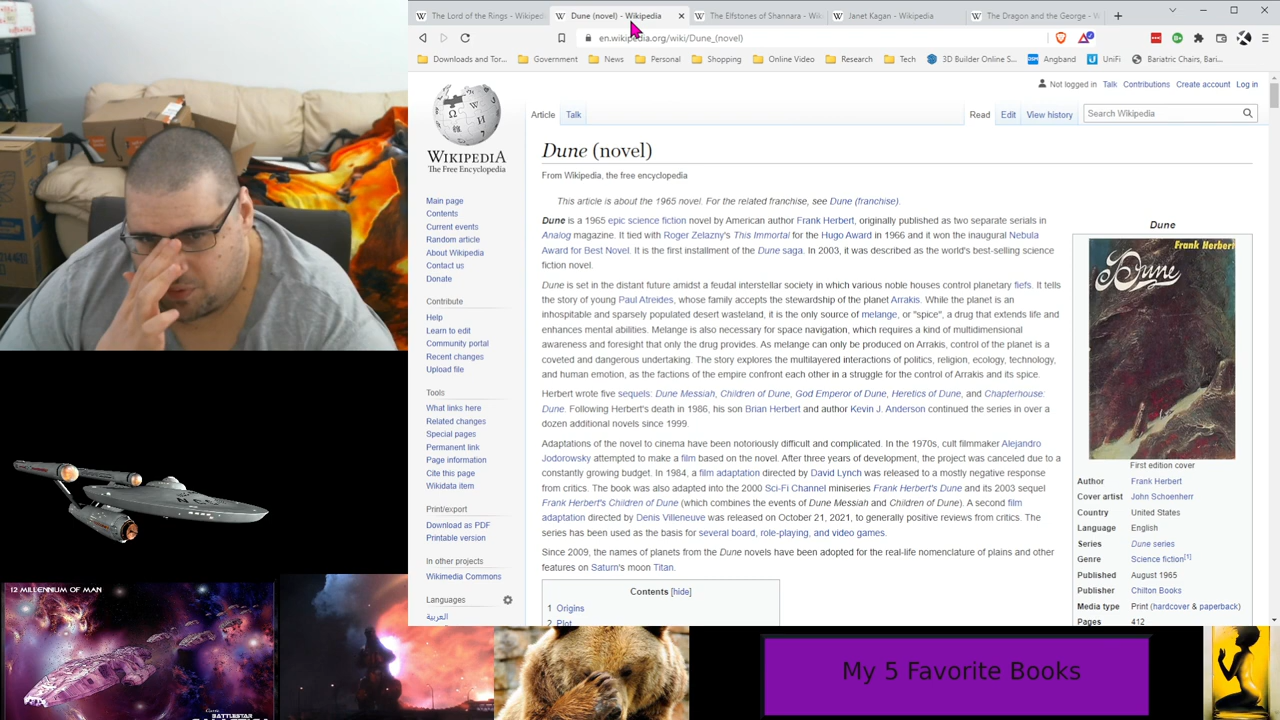 The Lord of the Rings - Wikiped
Dune (novel) - Wikipedia
The Elfstones of Shannara - Wiki
Janet Kagan - Wikipedia
The Dragon and the George - W
en.wikipedia.org/wiki/Dune_(novel)
Downloads and Tor...
Government
News
Personal
Shopping
Online Video
Research
Tech
3D Builder Online S...
Angband
UniFi
Bariatric Chairs, Bari...
Not logged in Talk Contributions Create account Log in
Article Talk
Read Edit View history
Search Wikipedia
WIKIPEDIA
The Free Encyclopedia
Main page
Contents
Current events
Random article
About Wikipedia
Contact us
Donate
Contribute
Help
Learn to edit
Community portal
Recent changes
Upload file
Tools
What links here
Related changes
Special pages
Permanent link
Page information
Cite this page
Wikidata item
Print/export
Download as PDF
Printable version
In other projects
Wikimedia Commons
Languages
العربية
Dune (novel)
From Wikipedia, the free encyclopedia
This article is about the 1965 novel. For the related franchise, see Dune (franchise).
Dune is a 1965 epic science fiction novel by American author Frank Herbert, originally published as two separate serials in
Analog magazine. It tied with Roger Zelazny's This Immortal for the Hugo Award in 1966 and it won the inaugural Nebula
Award for Best Novel. It is the first installment of the Dune saga. In 2003, it was described as the world's best-selling science
fiction novel.
Dune is set in the distant future amidst a feudal interstellar society in which various noble houses control planetary fiefs. It tells
the story of young Paul Atreides, whose family accepts the stewardship of the planet Arrakis. While the planet is an
inhospitable and sparsely populated desert wasteland, it is the only source of melange, or "spice", a drug that extends life and
enhances mental abilities. Melange is also necessary for space navigation, which requires a kind of multidimensional
awareness and foresight that only the drug provides. As melange can only be produced on Arrakis, control of the planet is a
coveted and dangerous undertaking. The story explores the multilayered interactions of politics, religion, ecology, technology,
and human emotion, as the factions of the empire confront each other in a struggle for the control of Arrakis and its spice.
Herbert wrote five sequels: Dune Messiah, Children of Dune, God Emperor of Dune, Heretics of Dune, and Chapterhouse:
Dune. Following Herbert's death in 1986, his son Brian Herbert and author Kevin J. Anderson continued the series in over a
dozen additional novels since 1999.
Adaptations of the novel to cinema have been notoriously difficult and complicated. In the 1970s, cult filmmaker Alejandro
Jodorowsky attempted to make a film based on the novel. After three years of development, the project was canceled due to a
constantly growing budget. In 1984, a film adaptation directed by David Lynch was released to a mostly negative response
from critics. The book was also adapted into the 2000 Sci-Fi Channel miniseries Frank Herbert's Dune and its 2003 sequel
Frank Herbert's Children of Dune (which combines the events of Dune Messiah and Children of Dune). A second film
adaptation directed by Denis Villeneuve was released on October 21, 2021, to generally positive reviews from critics. The
series has been used as the basis for several board, role-playing, and video games.
Since 2009, the names of planets from the Dune novels have been adopted for the real-life nomenclature of plains and other
features on Saturn's moon Titan.
Contents [hide]
1 Origins
2 Plot
Dune
Frank Herbert
Dune
First edition cover
Author Frank Herbert
Cover artist John Schoenherr
Country United States
Language English
Series Dune series
Genre Science fiction[1]
Published August 1965
Publisher Chilton Books
Media type Print (hardcover & paperback)
Pages 412
12 MILLENNIUM OF MAN
BATTLESTAR
My 5 Favorite Books